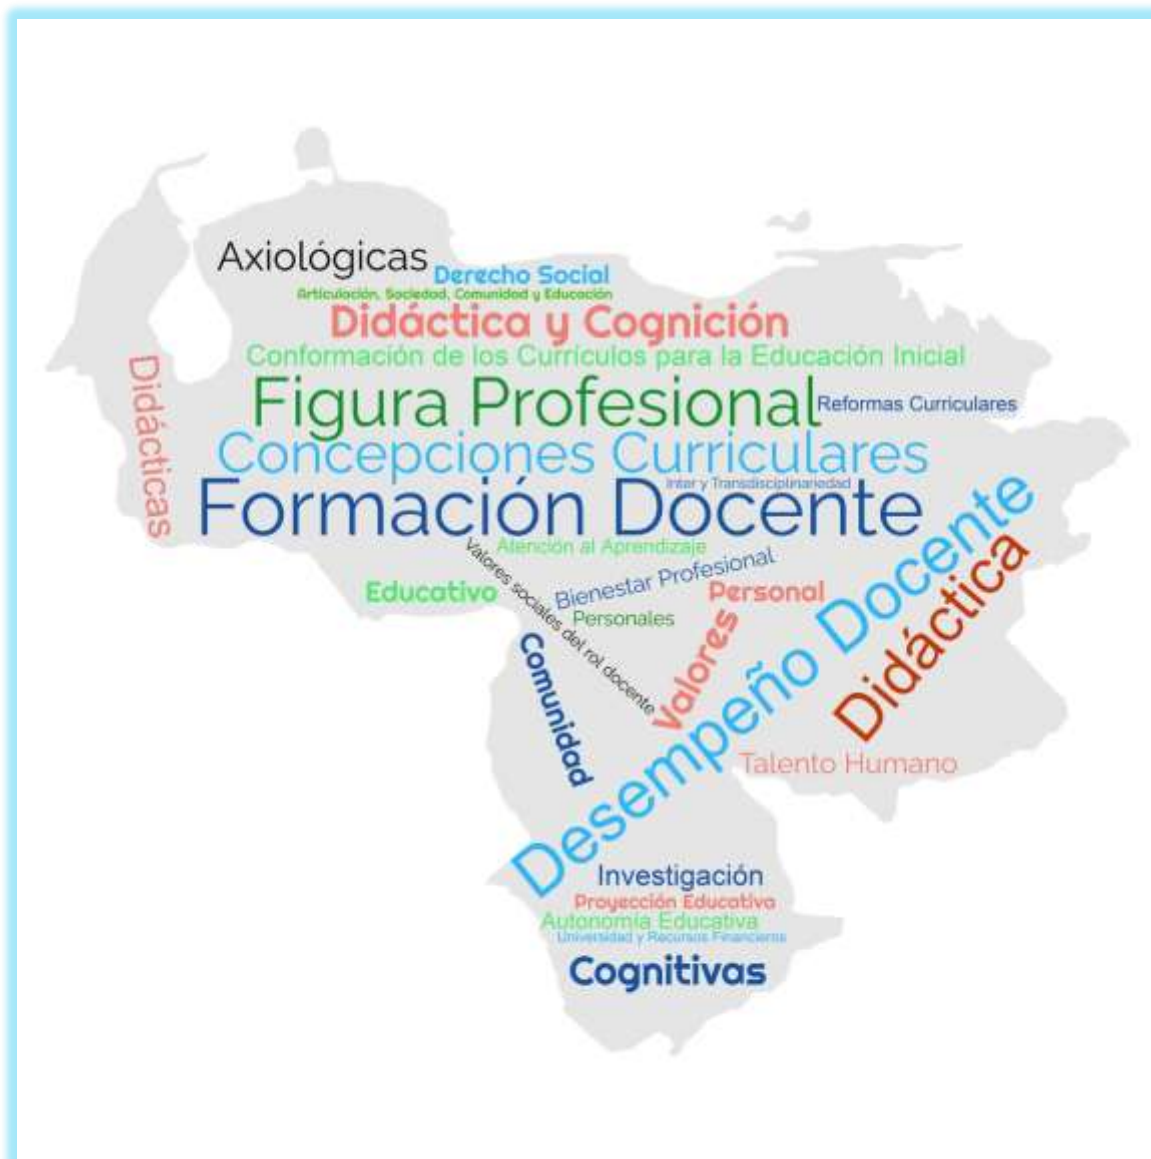 Axiológicas
Derecho Social
Articulación, Sociedad, Comunidad y Educación
Didáctica y Cognición
Conformación de los Currículos para la Educación Inicial
Didácticas
Figura Profesional
Reformas Curriculares
Concepciones Curriculares
Inter y Transdisciplinariedad
Formación Docente
Atención al Aprendizaje
Valores sociales del rol docente
Bienestar Profesional
Educativo
Personal
Personales
Valores
Comunidad
Desempeño Docente
Didáctica
Talento Humano
Investigación
Proyección Educativa
Autonomía Educativa
Universidad y Recursos Financieros
Cognitivas